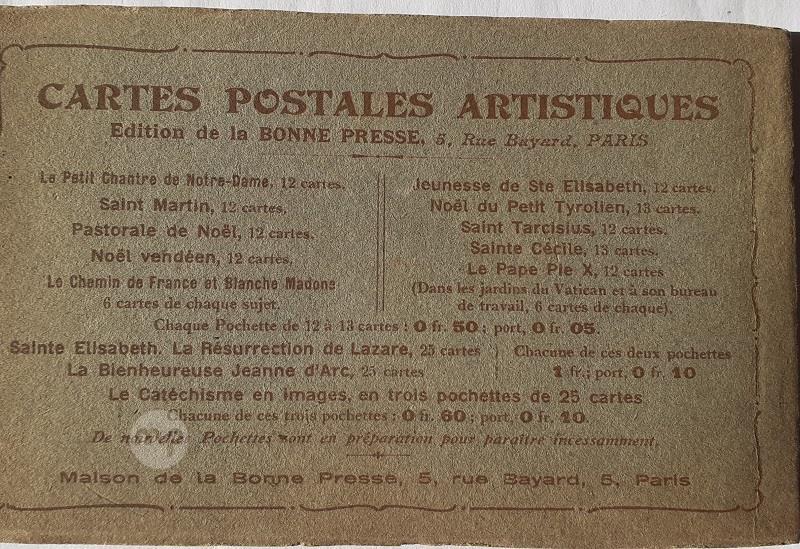 CARTES POSTALES ARTISTIQUES
Edition de la BONNE PRESSE, 5, Rue Bayard, PARIS
Le Petit Chantre de Notre-Dame, 12 cartes.
Saint Martin, 12 cartes.
Pastorale de Noël, 12 cartes.
Noël vendéen, 12 cartes.
Le Chemin de France et Blanche Madone
6 cartes de chaque sujet.
Jeunesse de Ste Elisabeth, 12 cartes.
Noël du Petit Tyrolien, 13 cartes.
Saint Tarcisius, 12 cartes.
Sainte Cécile, 13 cartes.
Le Pape Pie X, 12 cartes
(Dans les jardins du Vatican et à son bureau
de travail, 6 cartes de chaque).
Chaque Pochette de 12 à 13 cartes : 0 fr. 50 ; port, 0 fr. 05.
Sainte Elisabeth. La Résurrection de Lazare, 25 cartes
La Bienheureuse Jeanne d'Arc, 25 cartes
Chacune de ces deux pochettes
1 fr.; port, 0 fr. 10
Le Catéchisme en images, en trois pochettes de 25 cartes
Chacune de ces trois pochettes : 0 fr. 60 ; port, 0 fr. 10.
De nouvelles Pochettes sont en préparation pour paraître incessamment.
Maison de la Bonne Presse, 5, rue Bayard, 5, Paris